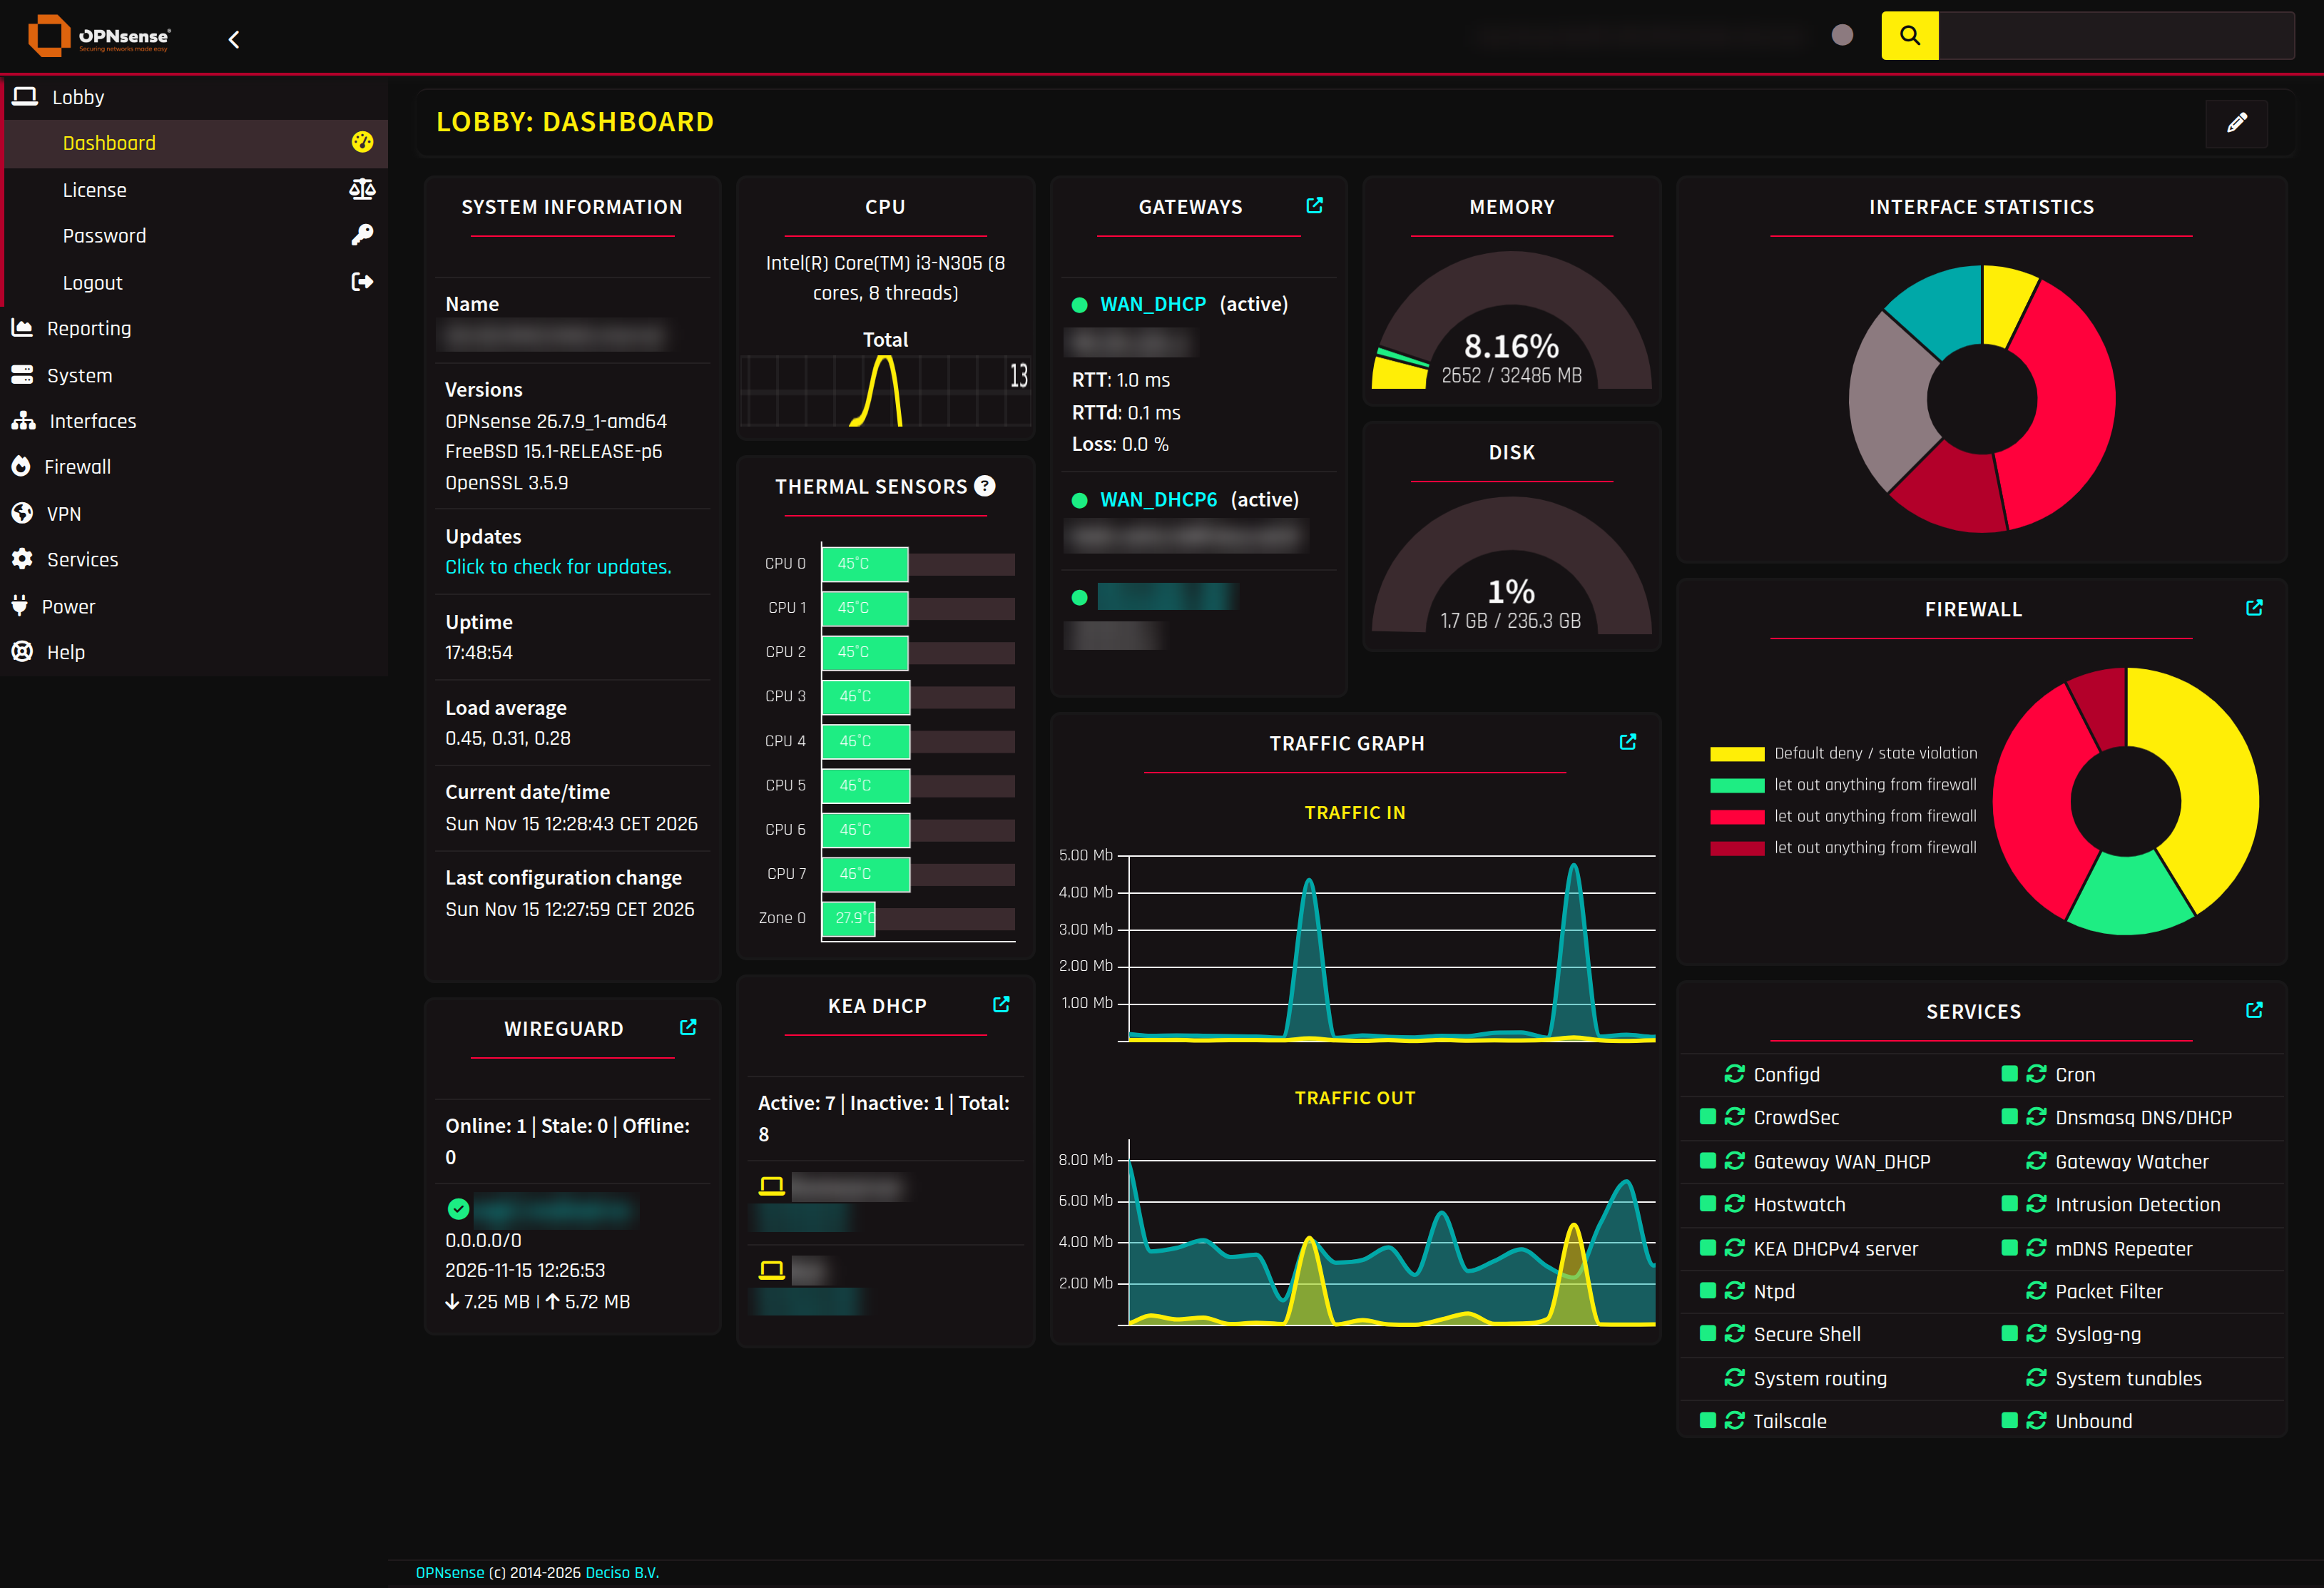 OPNsense®
Securing networks made easy
Lobby
Dashboard
License
Password
Logout
Reporting
System
Interfaces
Firewall
VPN
Services
Power
Help
LOBBY: DASHBOARD
SYSTEM INFORMATION
Name
Versions
OPNsense 26.7.9_1-amd64
FreeBSD 15.1-RELEASE-p6
OpenSSL 3.5.9
Updates
Click to check for updates.
Uptime
17:48:54
Load average
0.45, 0.31, 0.28
Current date/time
Sun Nov 15 12:28:43 CET 2026
Last configuration change
Sun Nov 15 12:27:59 CET 2026
WIREGUARD
Online: 1 | Stale: 0 | Offline:
0
0.0.0.0/0
2026-11-15 12:26:53
7.25 MB | 5.72 MB
CPU
Intel(R) Core(TM) i3-N305 (8
cores, 8 threads)
Total
13
THERMAL SENSORS ?
CPU 0 45°C
CPU 1 45°C
CPU 2 45°C
CPU 3 46°C
CPU 4 46°C
CPU 5 46°C
CPU 6 46°C
CPU 7 46°C
Zone 0 27.9°C
KEA DHCP
Active: 7 | Inactive: 1 | Total:
8
GATEWAYS
WAN_DHCP (active)
RTT: 1.0 ms
RTTd: 0.1 ms
Loss: 0.0 %
WAN_DHCP6 (active)
MEMORY
8.16%
2652 / 32486 MB
DISK
1%
1.7 GB / 236.3 GB
TRAFFIC GRAPH
TRAFFIC IN
5.00 Mb
4.00 Mb
3.00 Mb
2.00 Mb
1.00 Mb
TRAFFIC OUT
8.00 Mb
6.00 Mb
4.00 Mb
2.00 Mb
INTERFACE STATISTICS
FIREWALL
Default deny / state violation
let out anything from firewall
let out anything from firewall
let out anything from firewall
SERVICES
Configd Cron
CrowdSec Dnsmasq DNS/DHCP
Gateway WAN_DHCP Gateway Watcher
Hostwatch Intrusion Detection
KEA DHCPv4 server mDNS Repeater
Ntpd Packet Filter
Secure Shell Syslog-ng
System routing System tunables
Tailscale Unbound
OPNsense (c) 2014-2026 Deciso B.V.